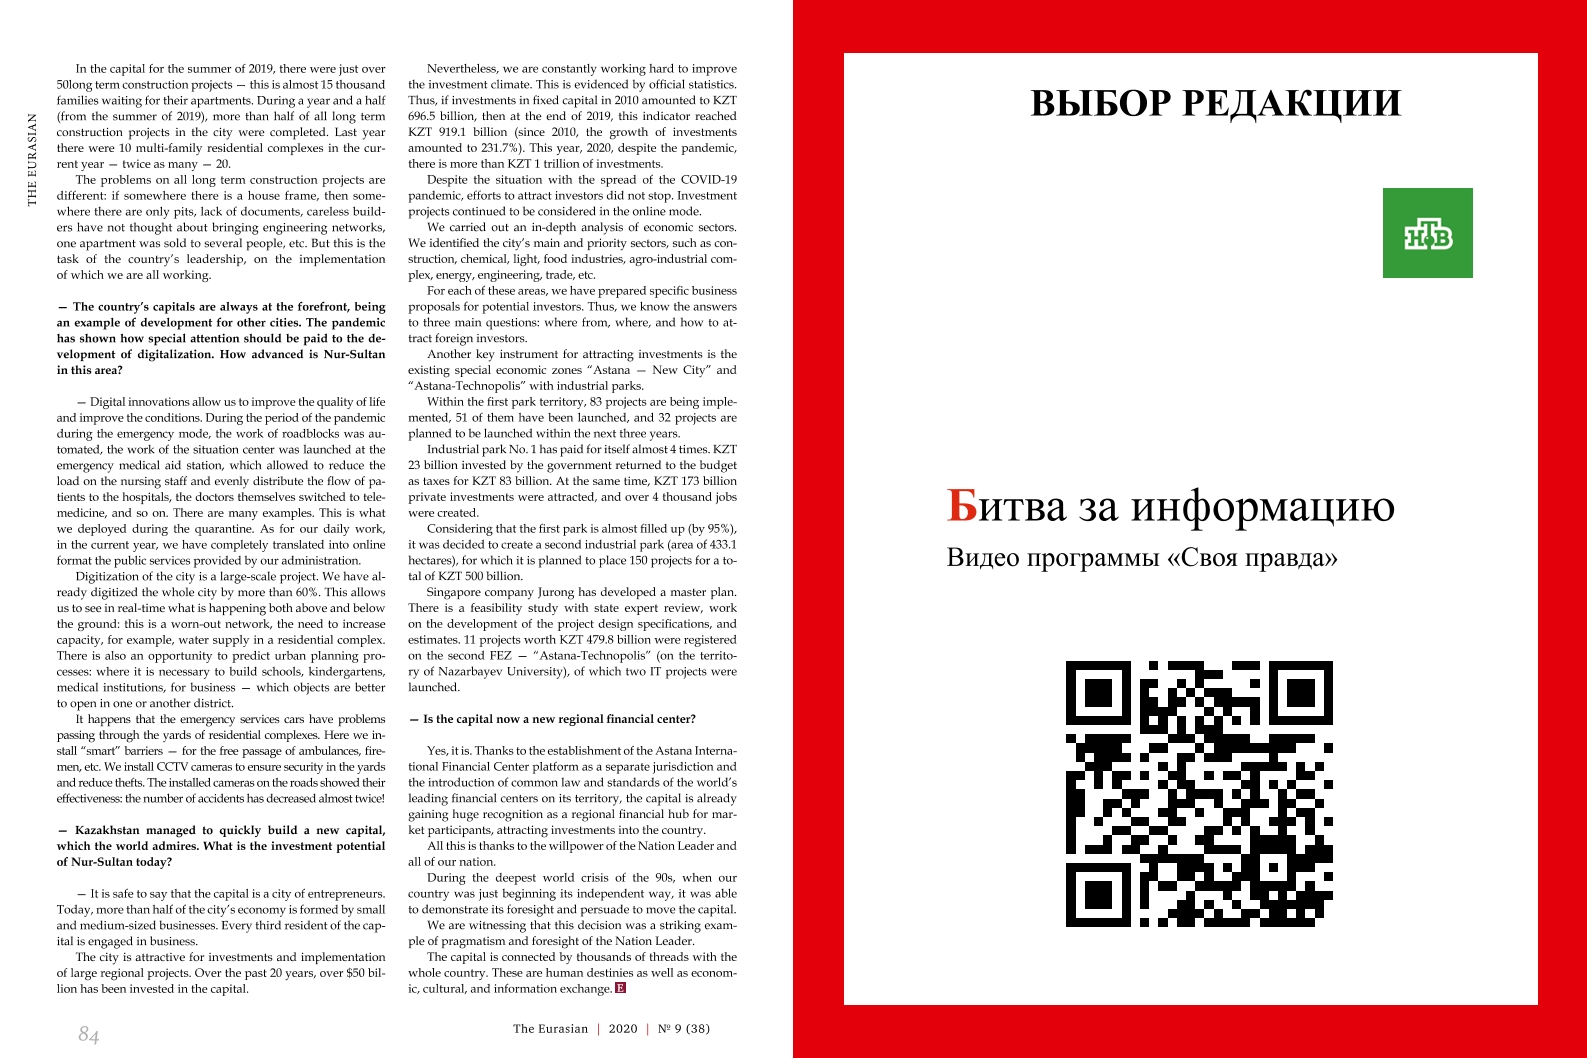 THE EURASIAN
In the capital for the summer of 2019, there were just over
50long term construction projects — this is almost 15 thousand
families waiting for their apartments. During a year and a half
(from the summer of 2019), more than half of all long term
construction projects in the city were completed. Last year
there were 10 multi-family residential complexes in the cur-
rent year — twice as many — 20.
The problems on all long term construction projects are
different: if somewhere there is a house frame, then some-
where there are only pits, lack of documents, careless build-
ers have not thought about bringing engineering networks,
one apartment was sold to several people, etc. But this is the
task of the country’s leadership, on the implementation
of which we are all working.
— The country’s capitals are always at the forefront, being
an example of development for other cities. The pandemic
has shown how special attention should be paid to the de-
velopment of digitalization. How advanced is Nur-Sultan
in this area?
— Digital innovations allow us to improve the quality of life
and improve the conditions. During the period of the pandemic
during the emergency mode, the work of roadblocks was au-
tomated, the work of the situation center was launched at the
emergency medical aid station, which allowed to reduce the
load on the nursing staff and evenly distribute the flow of pa-
tients to the hospitals, the doctors themselves switched to tele-
medicine, and so on. There are many examples. This is what
we deployed during the quarantine. As for our daily work,
in the current year, we have completely translated into online
format the public services provided by our administration.
Digitization of the city is a large-scale project. We have al-
ready digitized the whole city by more than 60%. This allows
us to see in real-time what is happening both above and below
the ground: this is a worn-out network, the need to increase
capacity, for example, water supply in a residential complex.
There is also an opportunity to predict urban planning pro-
cesses: where it is necessary to build schools, kindergartens,
medical institutions, for business — which objects are better
to open in one or another district.
It happens that the emergency services cars have problems
passing through the yards of residential complexes. Here we in-
stall “smart” barriers — for the free passage of ambulances, fire-
men, etc. We install CCTV cameras to ensure security in the yards
and reduce thefts. The installed cameras on the roads showed their
effectiveness: the number of accidents has decreased almost twice!
— Kazakhstan managed to quickly build a new capital,
which the world admires. What is the investment potential
of Nur-Sultan today?
— It is safe to say that the capital is a city of entrepreneurs.
Today, more than half of the city’s economy is formed by small
and medium-sized businesses. Every third resident of the cap-
ital is engaged in business.
The city is attractive for investments and implementation
of large regional projects. Over the past 20 years, over $50 bil-
lion has been invested in the capital.
Nevertheless, we are constantly working hard to improve
the investment climate. This is evidenced by official statistics.
Thus, if investments in fixed capital in 2010 amounted to KZT
696.5 billion, then at the end of 2019, this indicator reached
KZT 919.1 billion (since 2010, the growth of investments
amounted to 231.7%). This year, 2020, despite the pandemic,
there is more than KZT 1 trillion of investments.
Despite the situation with the spread of the COVID-19
pandemic, efforts to attract investors did not stop. Investment
projects continued to be considered in the online mode.
We carried out an in-depth analysis of economic sectors.
We identified the city’s main and priority sectors, such as con-
struction, chemical, light, food industries, agro-industrial com-
plex, energy, engineering, trade, etc.
For each of these areas, we have prepared specific business
proposals for potential investors. Thus, we know the answers
to three main questions: where from, where, and how to at-
tract foreign investors.
Another key instrument for attracting investments is the
existing special economic zones “Astana — New City” and
“Astana-Technopolis” with industrial parks.
Within the first park territory, 83 projects are being imple-
mented, 51 of them have been launched, and 32 projects are
planned to be launched within the next three years.
Industrial park No. 1 has paid for itself almost 4 times. KZT
23 billion invested by the government returned to the budget
as taxes for KZT 83 billion. At the same time, KZT 173 billion
private investments were attracted, and over 4 thousand jobs
were created.
Considering that the first park is almost filled up (by 95%),
it was decided to create a second industrial park (area of 433.1
hectares), for which it is planned to place 150 projects for a to-
tal of KZT 500 billion.
Singapore company Jurong has developed a master plan.
There is a feasibility study with state expert review, work
on the development of the project design specifications, and
estimates. 11 projects worth KZT 479.8 billion were registered
on the second FEZ — “Astana-Technopolis” (on the territo-
ry of Nazarbayev University), of which two IT projects were
launched.
— Is the capital now a new regional financial center?
Yes, it is. Thanks to the establishment of the Astana Interna-
tional Financial Center platform as a separate jurisdiction and
the introduction of common law and standards of the world’s
leading financial centers on its territory, the capital is already
gaining huge recognition as a regional financial hub for mar-
ket participants, attracting investments into the country.
All this is thanks to the willpower of the Nation Leader and
all of our nation.
During the deepest world crisis of the 90s, when our
country was just beginning its independent way, it was able
to demonstrate its foresight and persuade to move the capital.
We are witnessing that this decision was a striking exam-
ple of pragmatism and foresight of the Nation Leader.
The capital is connected by thousands of threads with the
whole country. These are human destinies as well as econom-
ic, cultural, and information exchange. E
84
The Eurasian | 2020 | № 9 (38)
ВЫБОР РЕДАКЦИИ
НТВ
Битва за информацию
Видео программы «Своя правда»